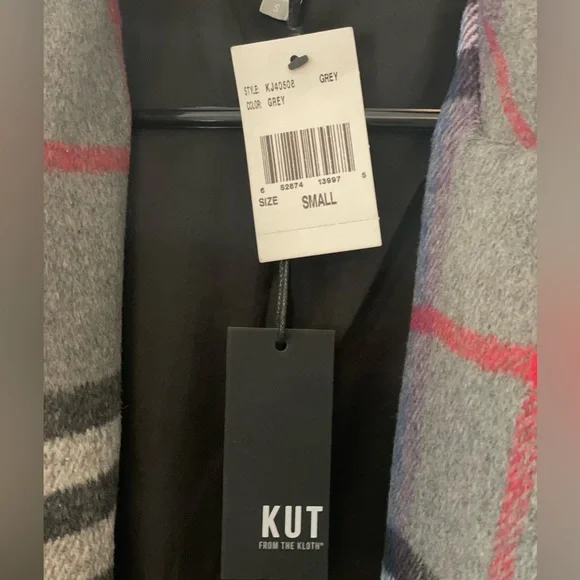 S
STYLE: KJ40508 GREY
COLOR: GREY
6 52874 13997 5
SIZE SMALL
KUT
FROM THE KLOTH®